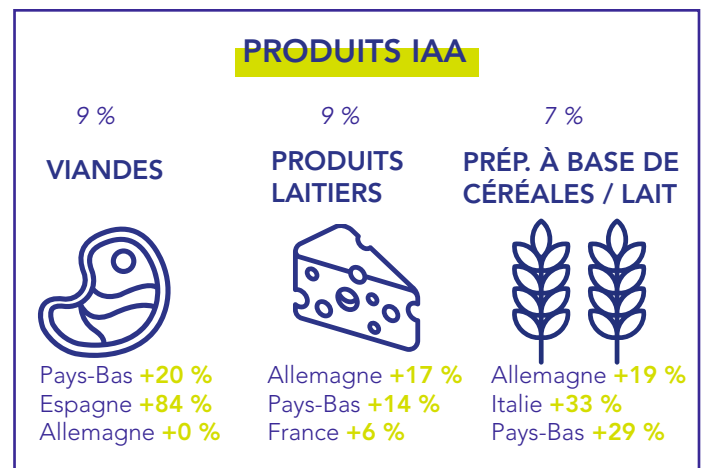 PRODUITS IAA
9 %
VIANDES
Pays-Bas +20 %
Espagne +84 %
Allemagne +0 %
9 %
PRODUITS
LAITIERS
Allemagne +17 %
Pays-Bas +14 %
France +6 %
7 %
PRÉP. À BASE DE
CÉRÉALES / LAIT
Allemagne +19 %
Italie +33 %
Pays-Bas +29 %